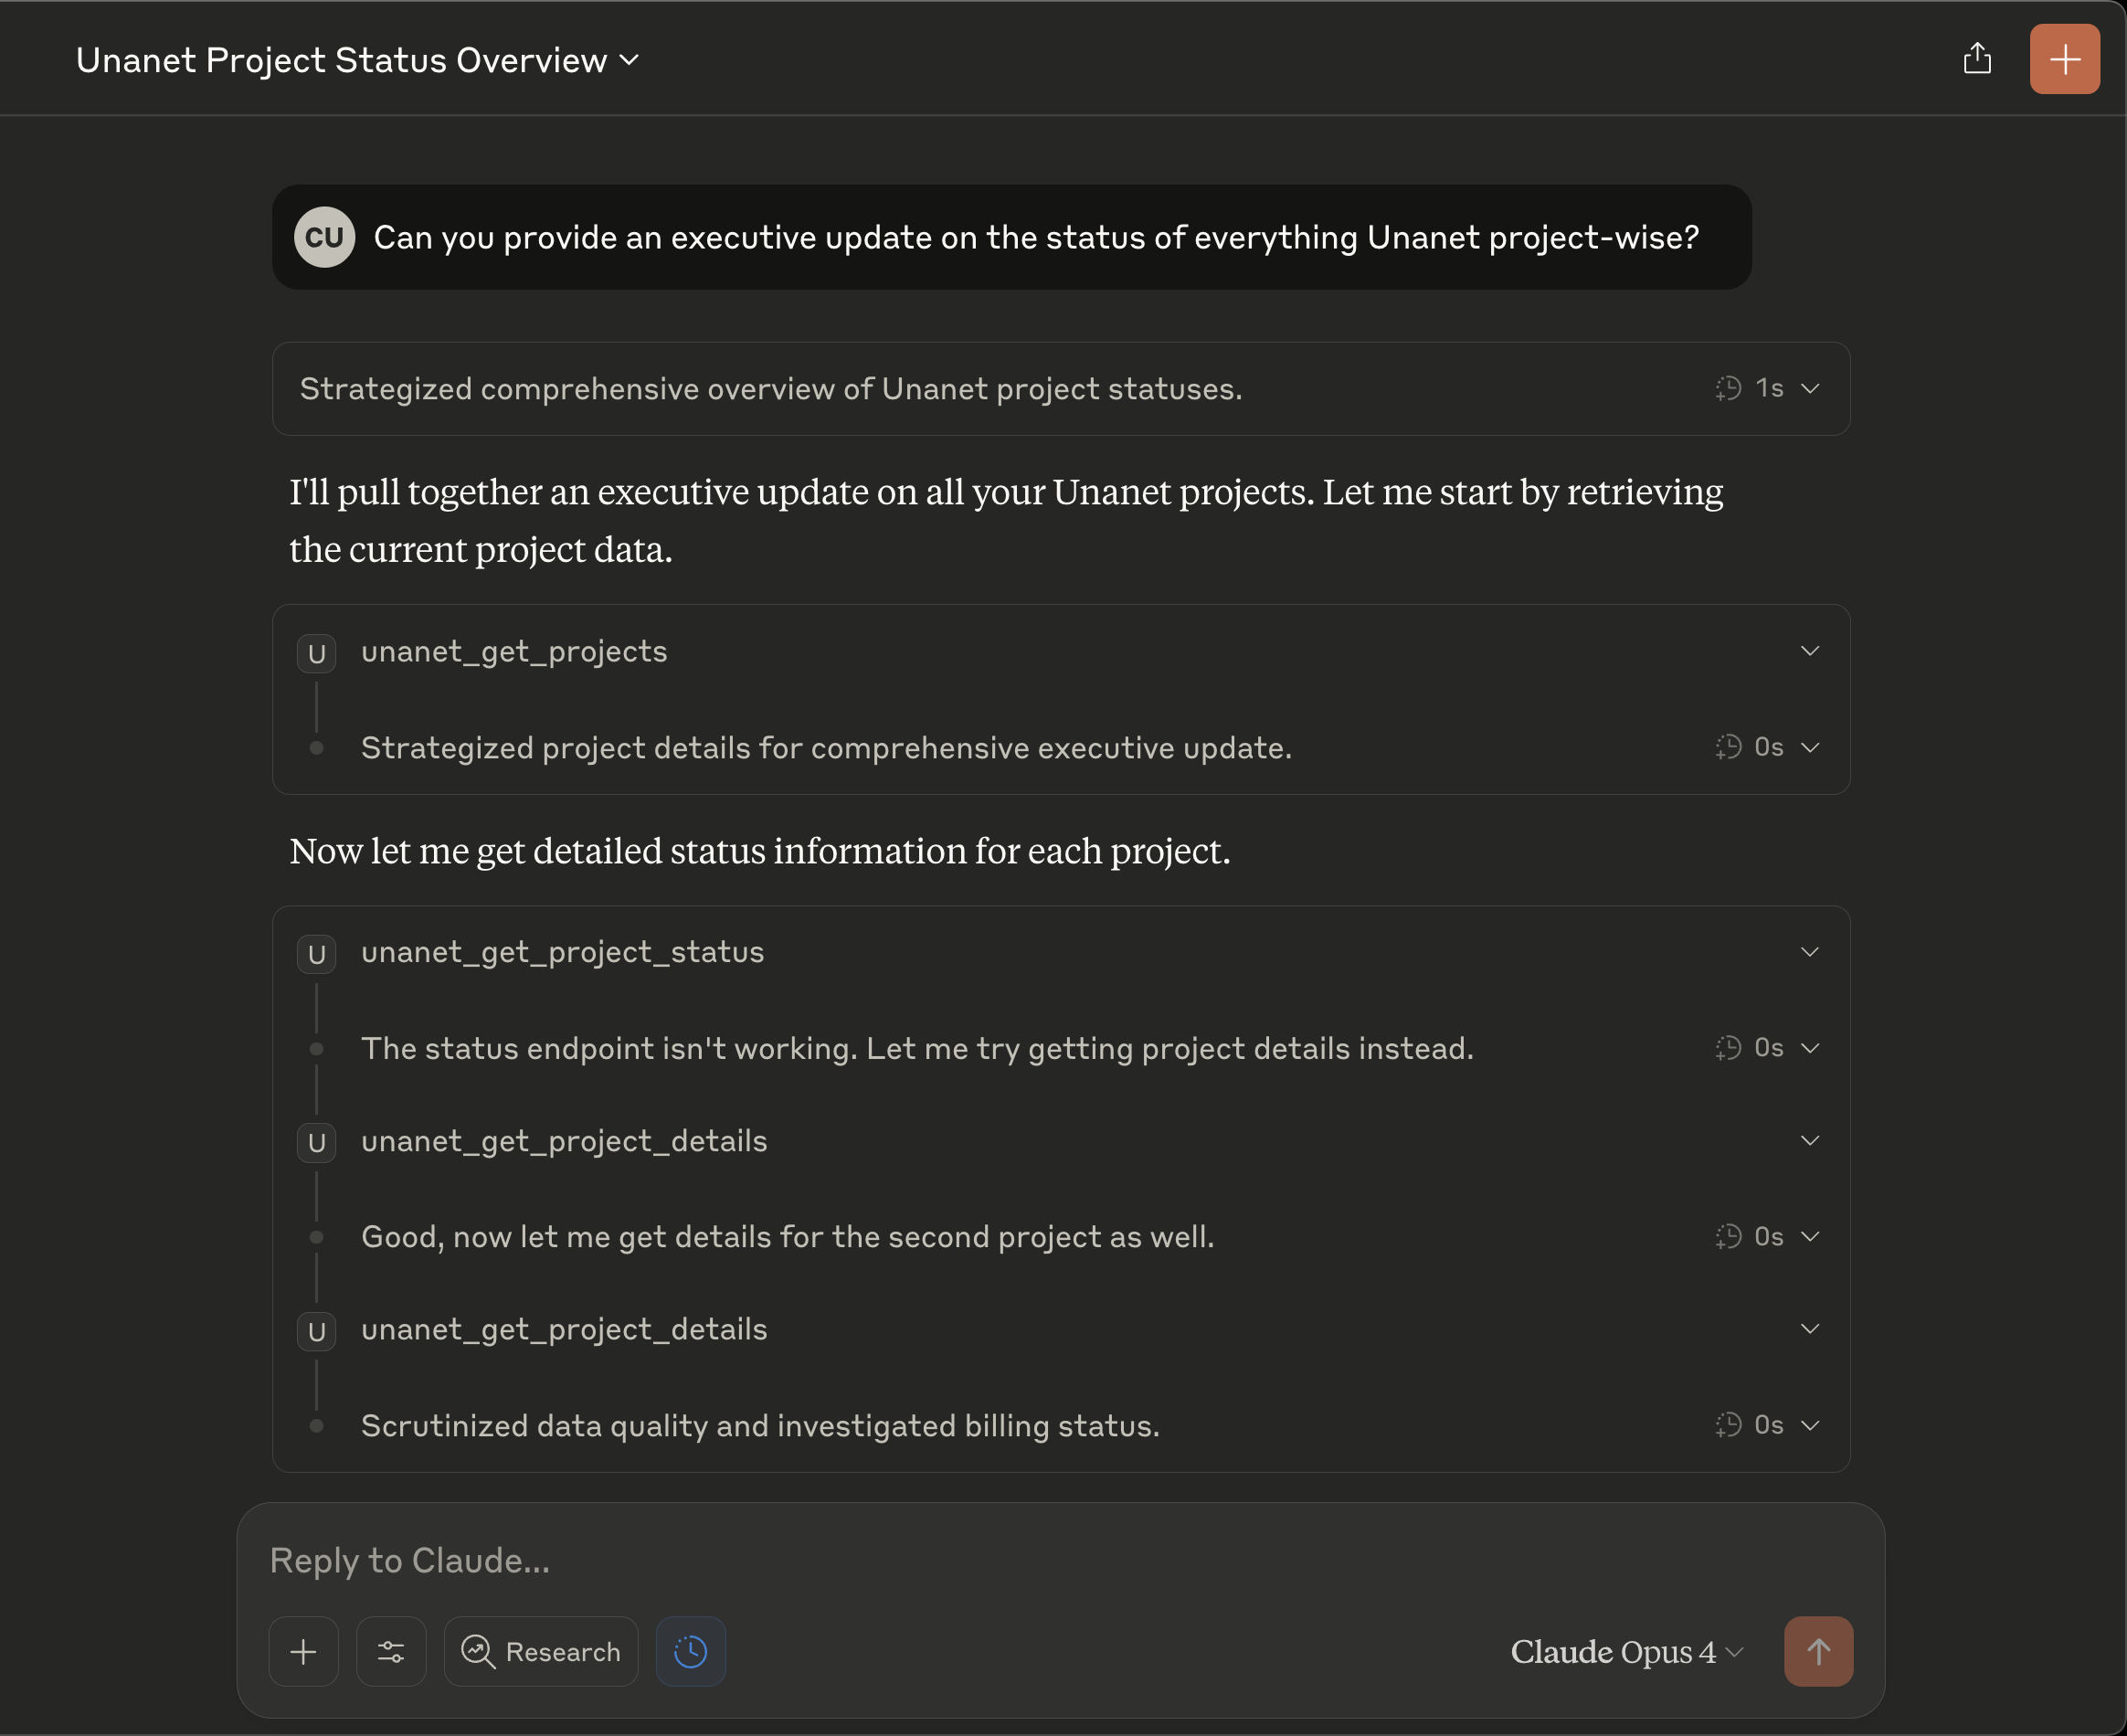 Unanet Project Status Overview
CU
Can you provide an executive update on the status of everything Unanet project-wise?
Strategized comprehensive overview of Unanet project statuses.
1s
I'll pull together an executive update on all your Unanet projects. Let me start by retrieving
the current project data.
U
unanet_get_projects
Strategized project details for comprehensive executive update.
0s
Now let me get detailed status information for each project.
U
unanet_get_project_status
The status endpoint isn't working. Let me try getting project details instead.
0s
U
unanet_get_project_details
Good, now let me get details for the second project as well.
0s
U
unanet_get_project_details
Scrutinized data quality and investigated billing status.
0s
Reply to Claude...
Research
Claude Opus 4